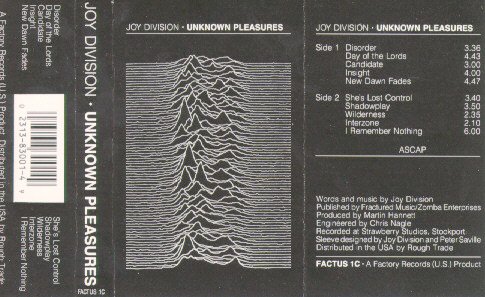 Disorder
Day of the Lords
Candidate
Insight
New Dawn Fades
A Factory Records (U.S.) Product. Distributed in the USA by Rough Trade
0 2313-83001-4 9
She's Lost Control
Shadowplay
Wilderness
Interzone
I Remember Nothing
JOY DIVISION · UNKNOWN PLEASURES
FACTUS 1C
JOY DIVISION · UNKNOWN PLEASURES
JOY DIVISION · UNKNOWN PLEASURES
Side 1 Disorder 3.36
Day of the Lords 4.43
Candidate 3.00
Insight 4.00
New Dawn Fades 4.47
Side 2 She's Lost Control 3.40
Shadowplay 3.50
Wilderness 2.35
Interzone 2.10
I Remember Nothing 6.00
ASCAP
Words and music by Joy Division
Published by Fractured Music/Zomba Enterprises
Produced by Martin Hannett
Engineered by Chris Nagle
Recorded at Strawberry Studios, Stockport
Sleeve designed by Joy Division and Peter Saville
Distributed in the USA by Rough Trade
FACTUS 1C · A Factory Records (U.S.) Product